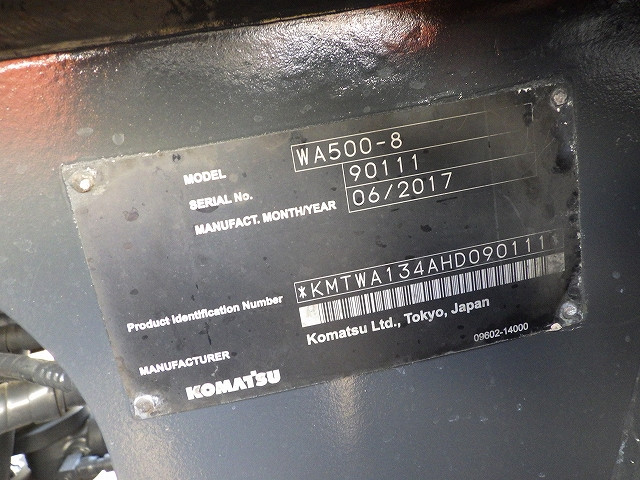 MODEL WA500-8
SERIAL No. 90111
MANUFACT. MONTH/YEAR 06/2017
Product Identification Number *KMTWA134AHD090111*
MANUFACTURER Komatsu Ltd., Tokyo, Japan
KOMATSU 09602-14000